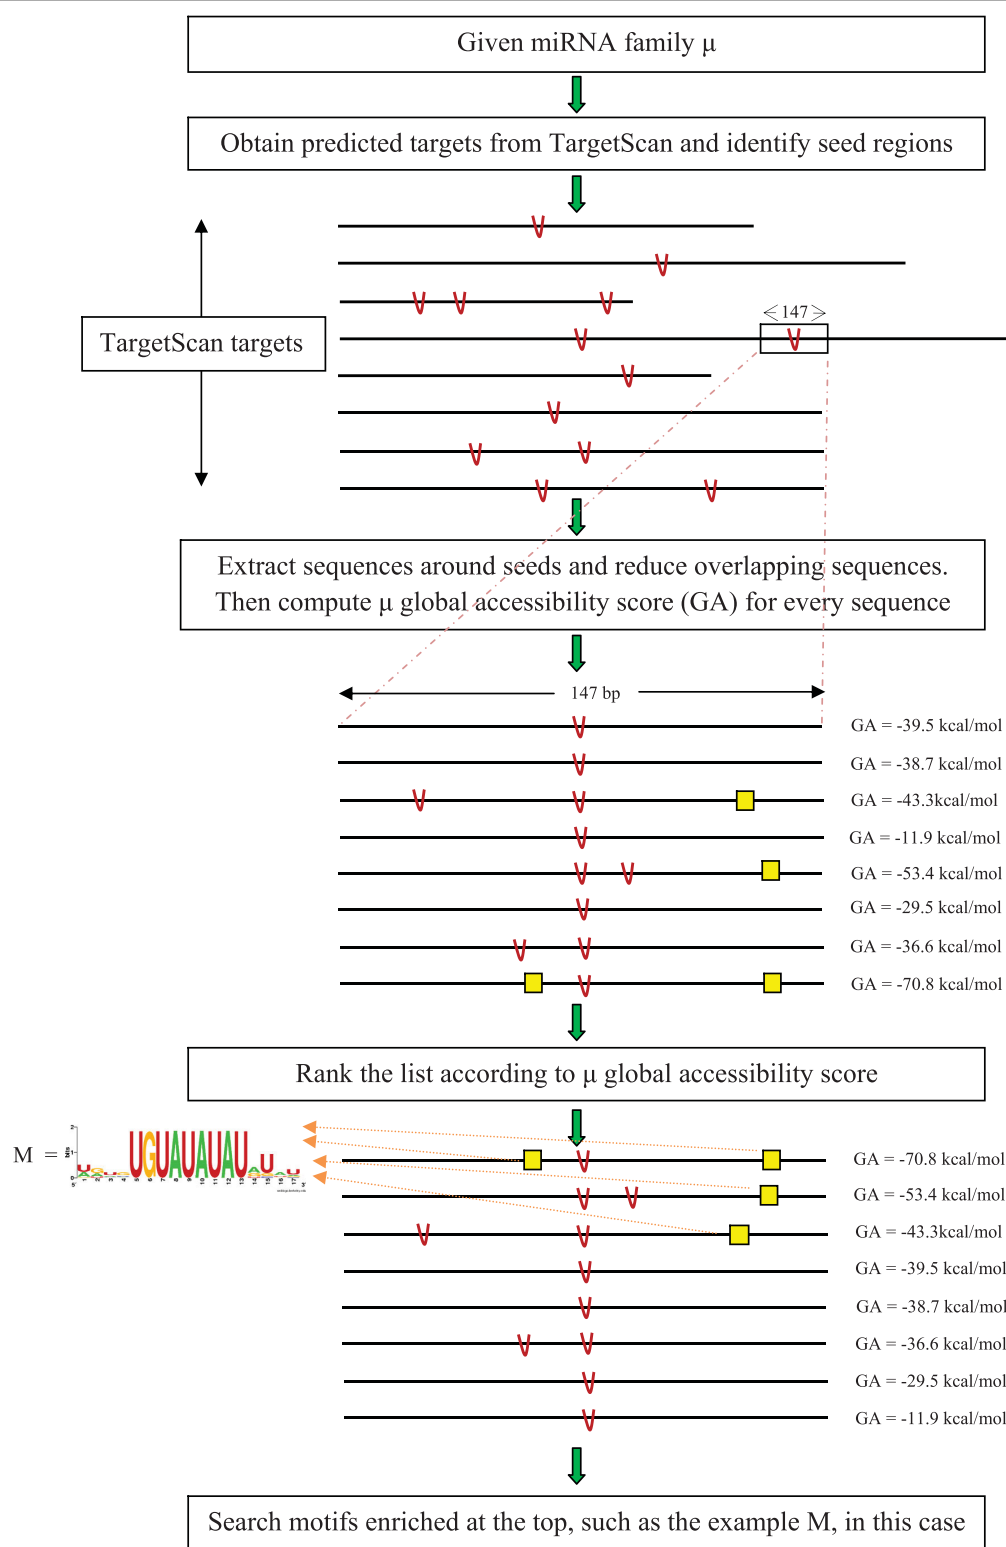 Given miRNA family μ
Obtain predicted targets from TargetScan and identify seed regions
147
TargetScan targets
Extract sequences around seeds and reduce overlapping sequences.
Then compute μ global accessibility score (GA) for every sequence
147 bp
GA = -39.5 kcal/mol
GA = -38.7 kcal/mol
GA = -43.3kcal/mol
GA = -11.9 kcal/mol
GA = -53.4 kcal/mol
GA = -29.5 kcal/mol
GA = -36.6 kcal/mol
GA = -70.8 kcal/mol
Rank the list according to μ global accessibility score
M =
bits
UGUAUAUAU
GA = -70.8 kcal/mol
GA = -53.4 kcal/mol
GA = -43.3kcal/mol
GA = -39.5 kcal/mol
GA = -38.7 kcal/mol
GA = -36.6 kcal/mol
GA = -29.5 kcal/mol
GA = -11.9 kcal/mol
Search motifs enriched at the top, such as the example M, in this case